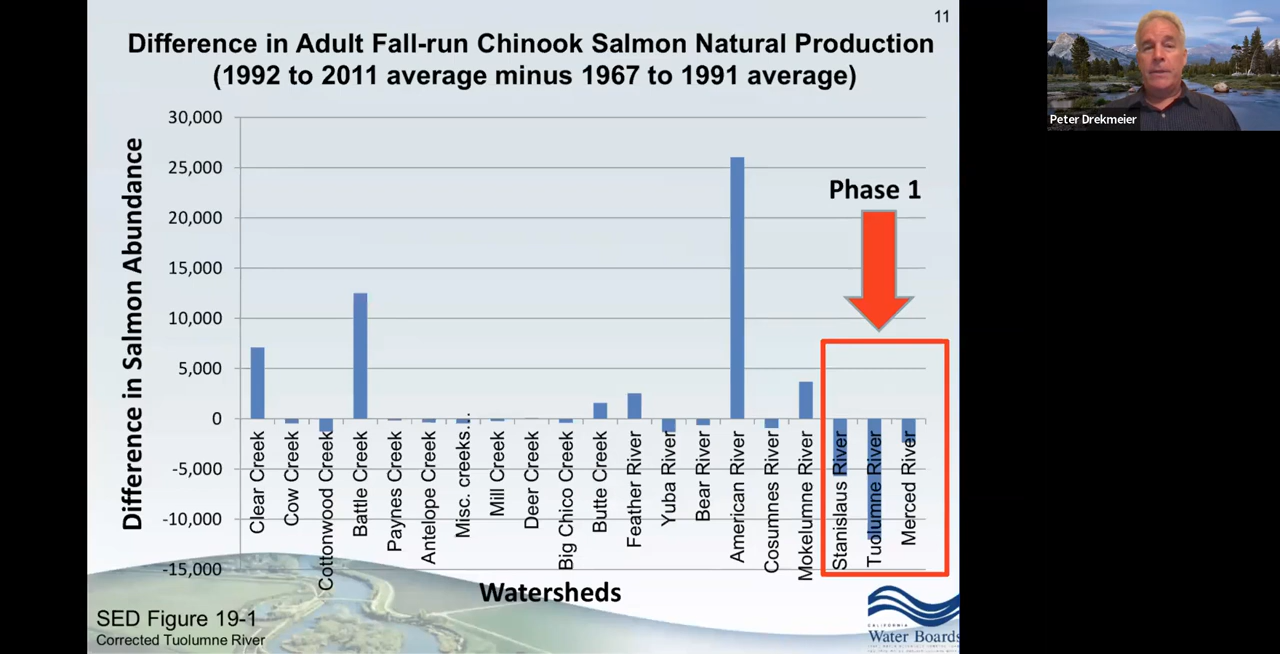 11
Difference in Adult Fall-run Chinook Salmon Natural Production
(1992 to 2011 average minus 1967 to 1991 average)
Peter Drekmeier
Difference in Salmon Abundance
30,000
25,000
20,000
15,000
10,000
5,000
0
-5,000
-10,000
-15,000
Phase 1
Clear Creek
Cow Creek
Cottonwood Creek
Battle Creek
Paynes Creek
Antelope Creek
Misc. creeks...
Mill Creek
Deer Creek
Big Chico Creek
Butte Creek
Feather River
Yuba River
Bear River
American River
Cosumnes River
Mokelumne River
Stanislaus River
Tuolumne River
Merced River
Watersheds
SED Figure 19-1
Corrected Tuolumne River
CALIFORNIA
Water Boards